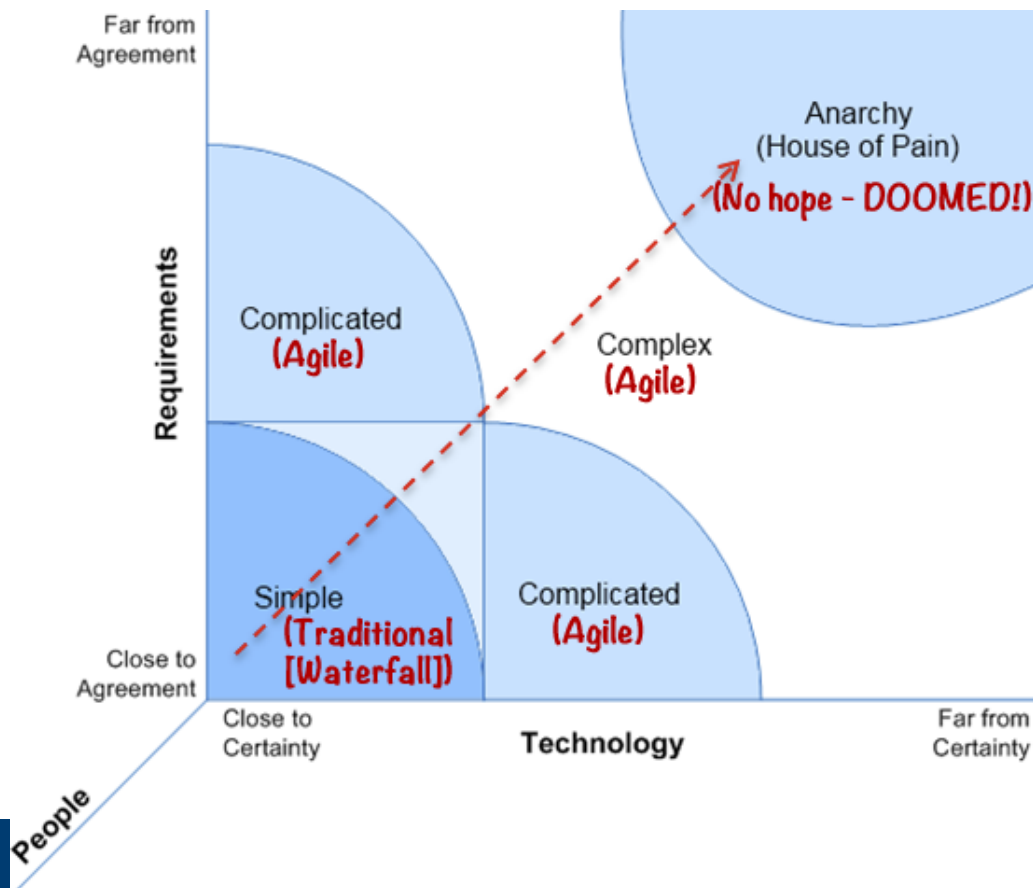 Far from
Agreement
Anarchy
(House of Pain)
(No hope - DOOMED!)
Requirements
Complicated
(Agile)
Complex
(Agile)
Simple
(Traditional
[Waterfall])
Complicated
(Agile)
Close to
Agreement
Close to
Certainty
Technology
Far from
Certainty
People